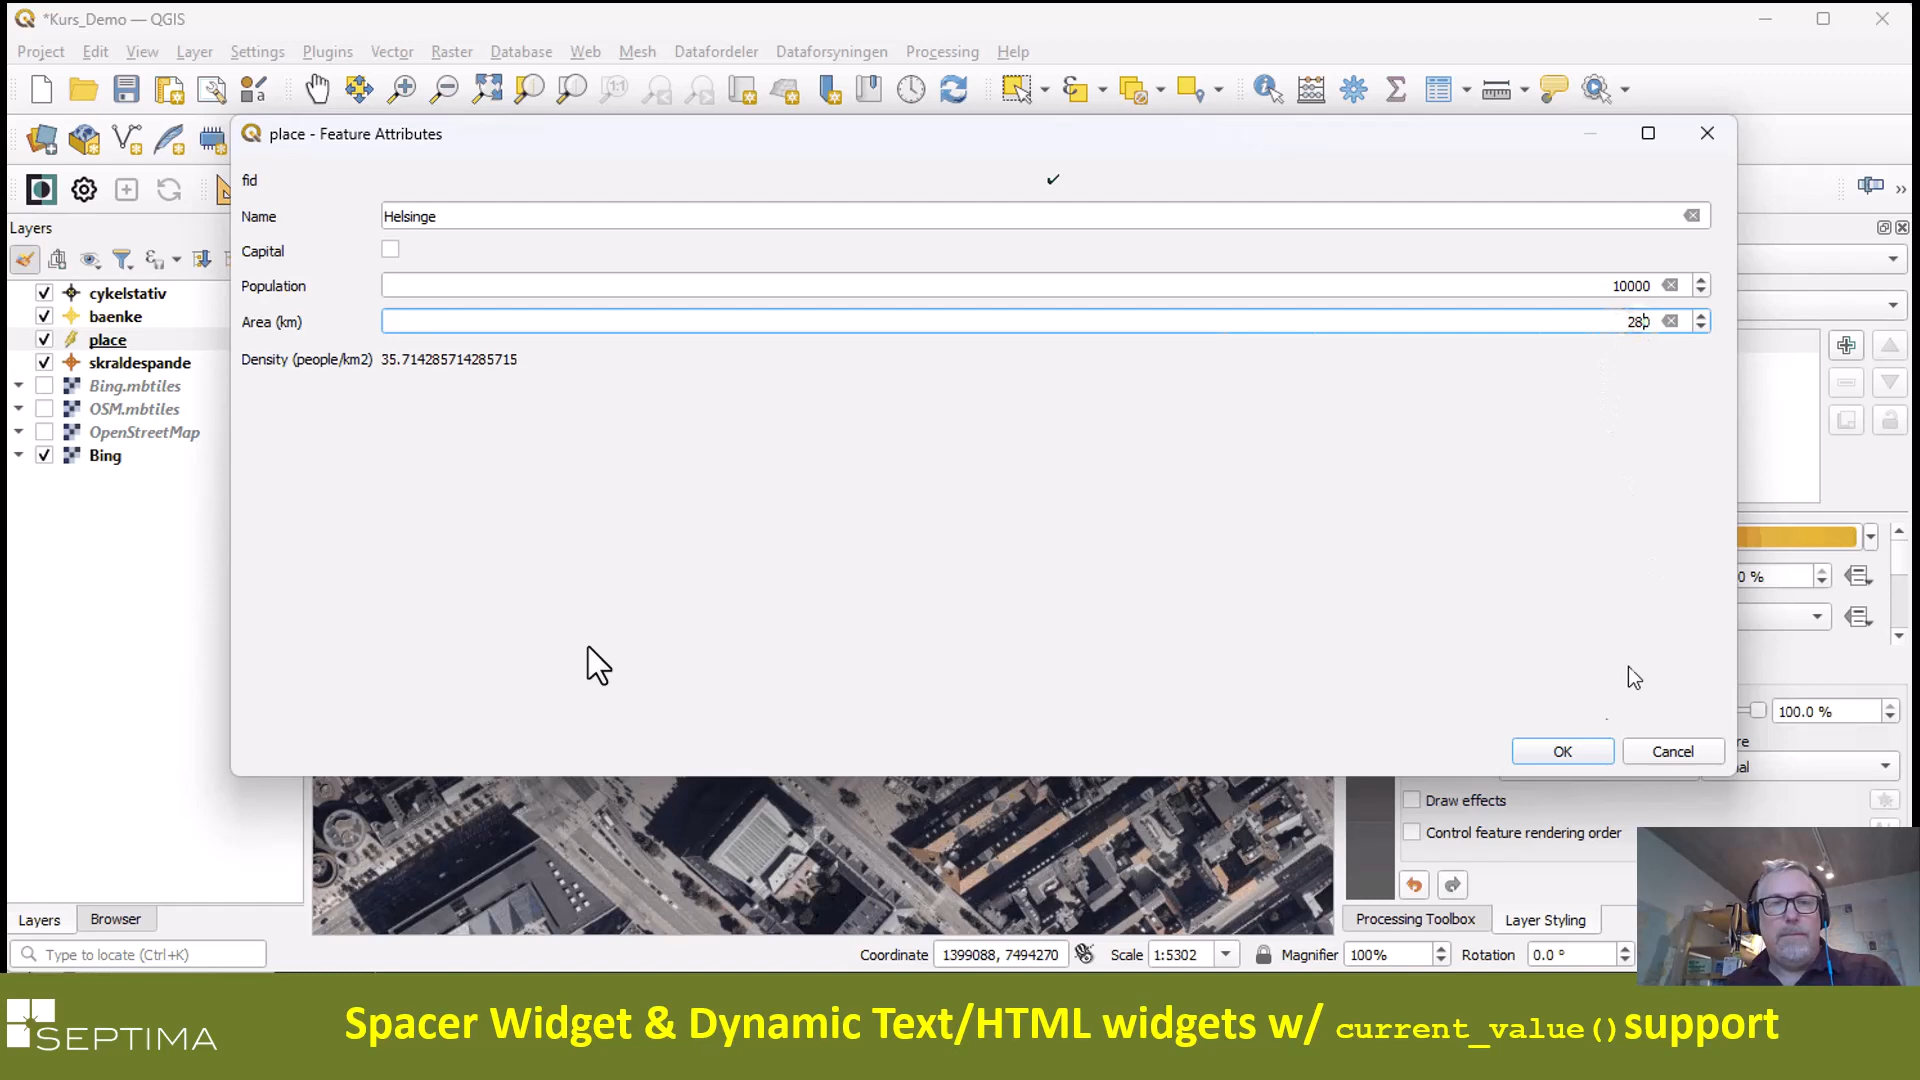 *Kurs_Demo — QGIS
Project Edit View Layer Settings Plugins Vector Raster Database Web Mesh Datafordeler Dataforsyningen Processing Help
place - Feature Attributes
fid
Name Helsinge
Capital
Population 10000
Area (km) 280
Density (people/km2) 35.714285714285715
OK Cancel
Layers
cykelstativ
baenke
place
skraldespande
Bing.mbtiles
OSM.mbtiles
OpenStreetMap
Bing
0 %
100.0 %
re
al
Draw effects
Control feature rendering order
Layers Browser
Processing Toolbox Layer Styling
Type to locate (Ctrl+K)
Coordinate 1399088, 7494270 Scale 1:5302 Magnifier 100% Rotation 0.0 °
SEPTIMA
Spacer Widget & Dynamic Text/HTML widgets w/ current_value() support